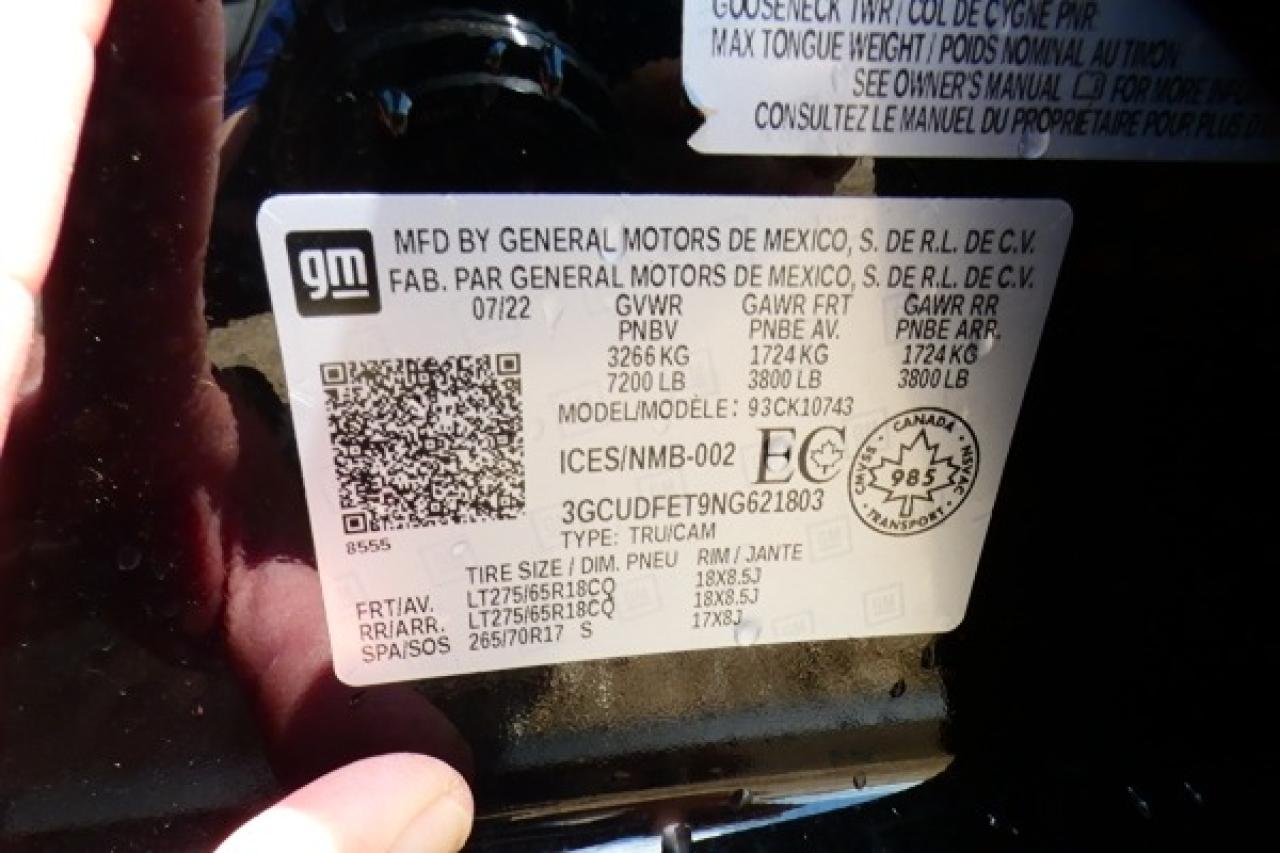 GOOSENECK TWR / COL DE CYGNE PNR
MAX TONGUE WEIGHT / POIDS NOMINAL AU TIMON
SEE OWNER'S MANUAL FOR MORE
CONSULTEZ LE MANUEL DU PROPRIETAIRE POUR PLUS
gm
MFD BY GENERAL MOTORS DE MEXICO, S. DE R.L. DE C.V.
FAB. PAR GENERAL MOTORS DE MEXICO, S. DE R.L. DE C.V.
07/22 GVWR GAWR FRT GAWR RR
PNBV PNBE AV. PNBE ARR.
3266 KG 1724 KG 1724 KG
7200 LB 3800 LB 3800 LB
MODEL/MODÈLE: 93CK10743
ICES/NMB-002 EC
CANADA
CMVSS 985 NSVAC
TRANSPORT
3GCUDFET9NG621803
8555
TYPE: TRU/CAM
TIRE SIZE / DIM. PNEU RIM / JANTE
FRT/AV. LT275/65R18CQ 18X8.5J
RR/ARR. LT275/65R18CQ 18X8.5J
SPA/SOS 265/70R17 S 17X8J